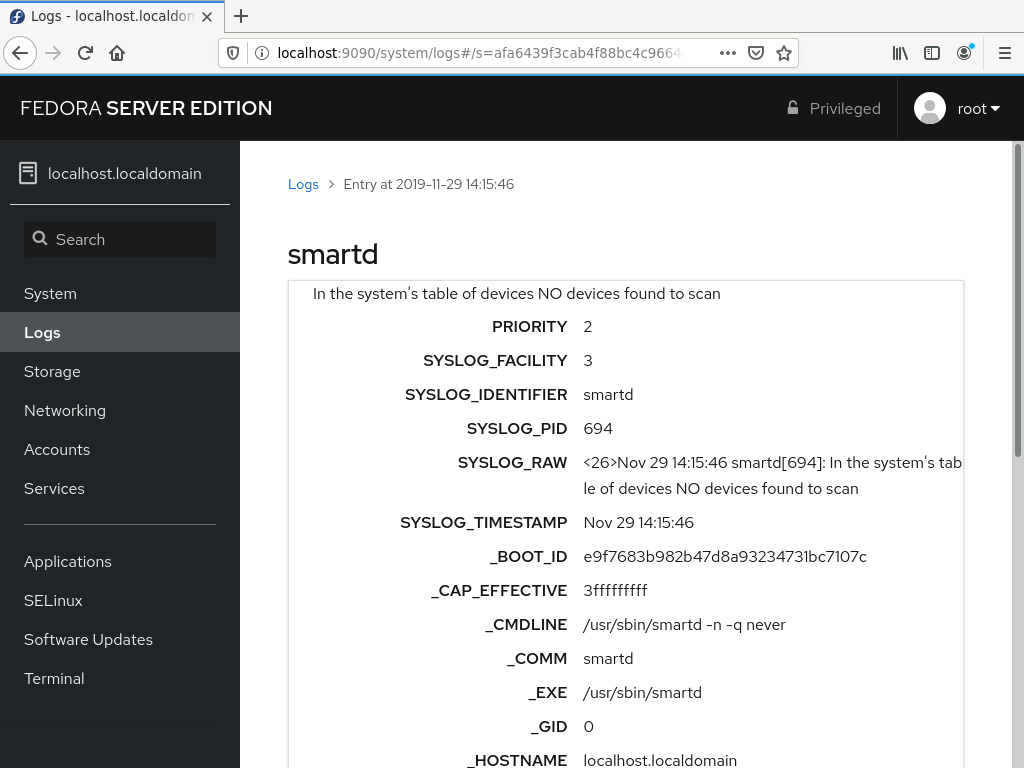 Logs - localhost.localdon
localhost:9090/system/logs#/s=afa6439f3cab4f88bc4c9664
FEDORA SERVER EDITION
Privileged
root
localhost.localdomain
Search
System
Logs
Storage
Networking
Accounts
Services
Applications
SELinux
Software Updates
Terminal
Logs > Entry at 2019-11-29 14:15:46
smartd
In the system's table of devices NO devices found to scan
PRIORITY 2
SYSLOG_FACILITY 3
SYSLOG_IDENTIFIER smartd
SYSLOG_PID 694
SYSLOG_RAW <26>Nov 29 14:15:46 smartd[694]: In the system's tab
le of devices NO devices found to scan
SYSLOG_TIMESTAMP Nov 29 14:15:46
_BOOT_ID e9f7683b982b47d8a93234731bc7107c
_CAP_EFFECTIVE 3fffffffff
_CMDLINE /usr/sbin/smartd -n -q never
_COMM smartd
_EXE /usr/sbin/smartd
_GID 0
_HOSTNAME localhost.localdomain